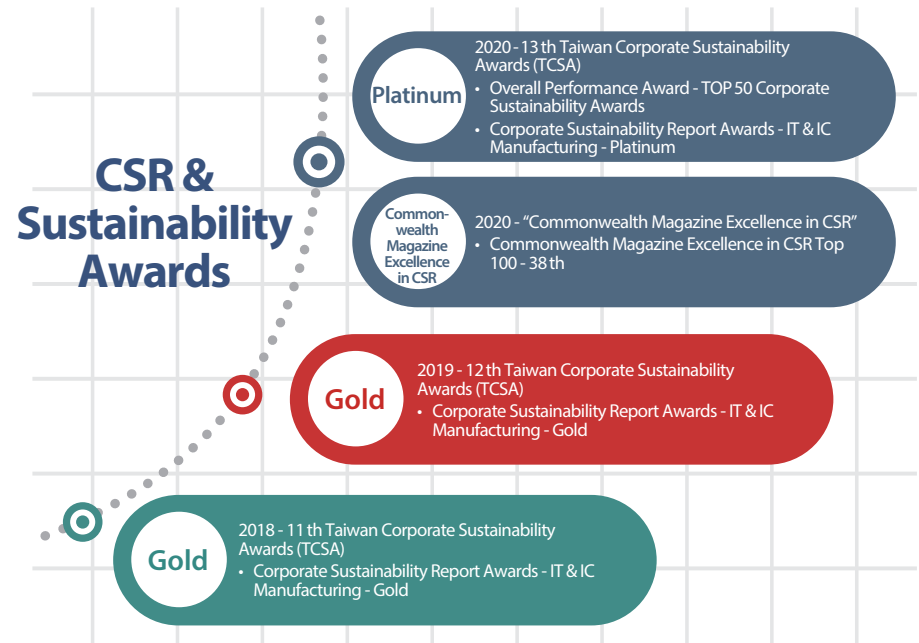 CSR &
Sustainability
Awards
Platinum
2020 - 13 th Taiwan Corporate Sustainability
Awards (TCSA)
• Overall Performance Award - TOP 50 Corporate
Sustainability Awards
• Corporate Sustainability Report Awards - IT & IC
Manufacturing - Platinum
Common-
wealth
Magazine
Excellence
in CSR
2020 - “Commonwealth Magazine Excellence in CSR”
• Commonwealth Magazine Excellence in CSR Top
100 - 38 th
Gold
2019 - 12 th Taiwan Corporate Sustainability
Awards (TCSA)
• Corporate Sustainability Report Awards - IT & IC
Manufacturing - Gold
Gold
2018 - 11 th Taiwan Corporate Sustainability
Awards (TCSA)
• Corporate Sustainability Report Awards - IT & IC
Manufacturing - Gold